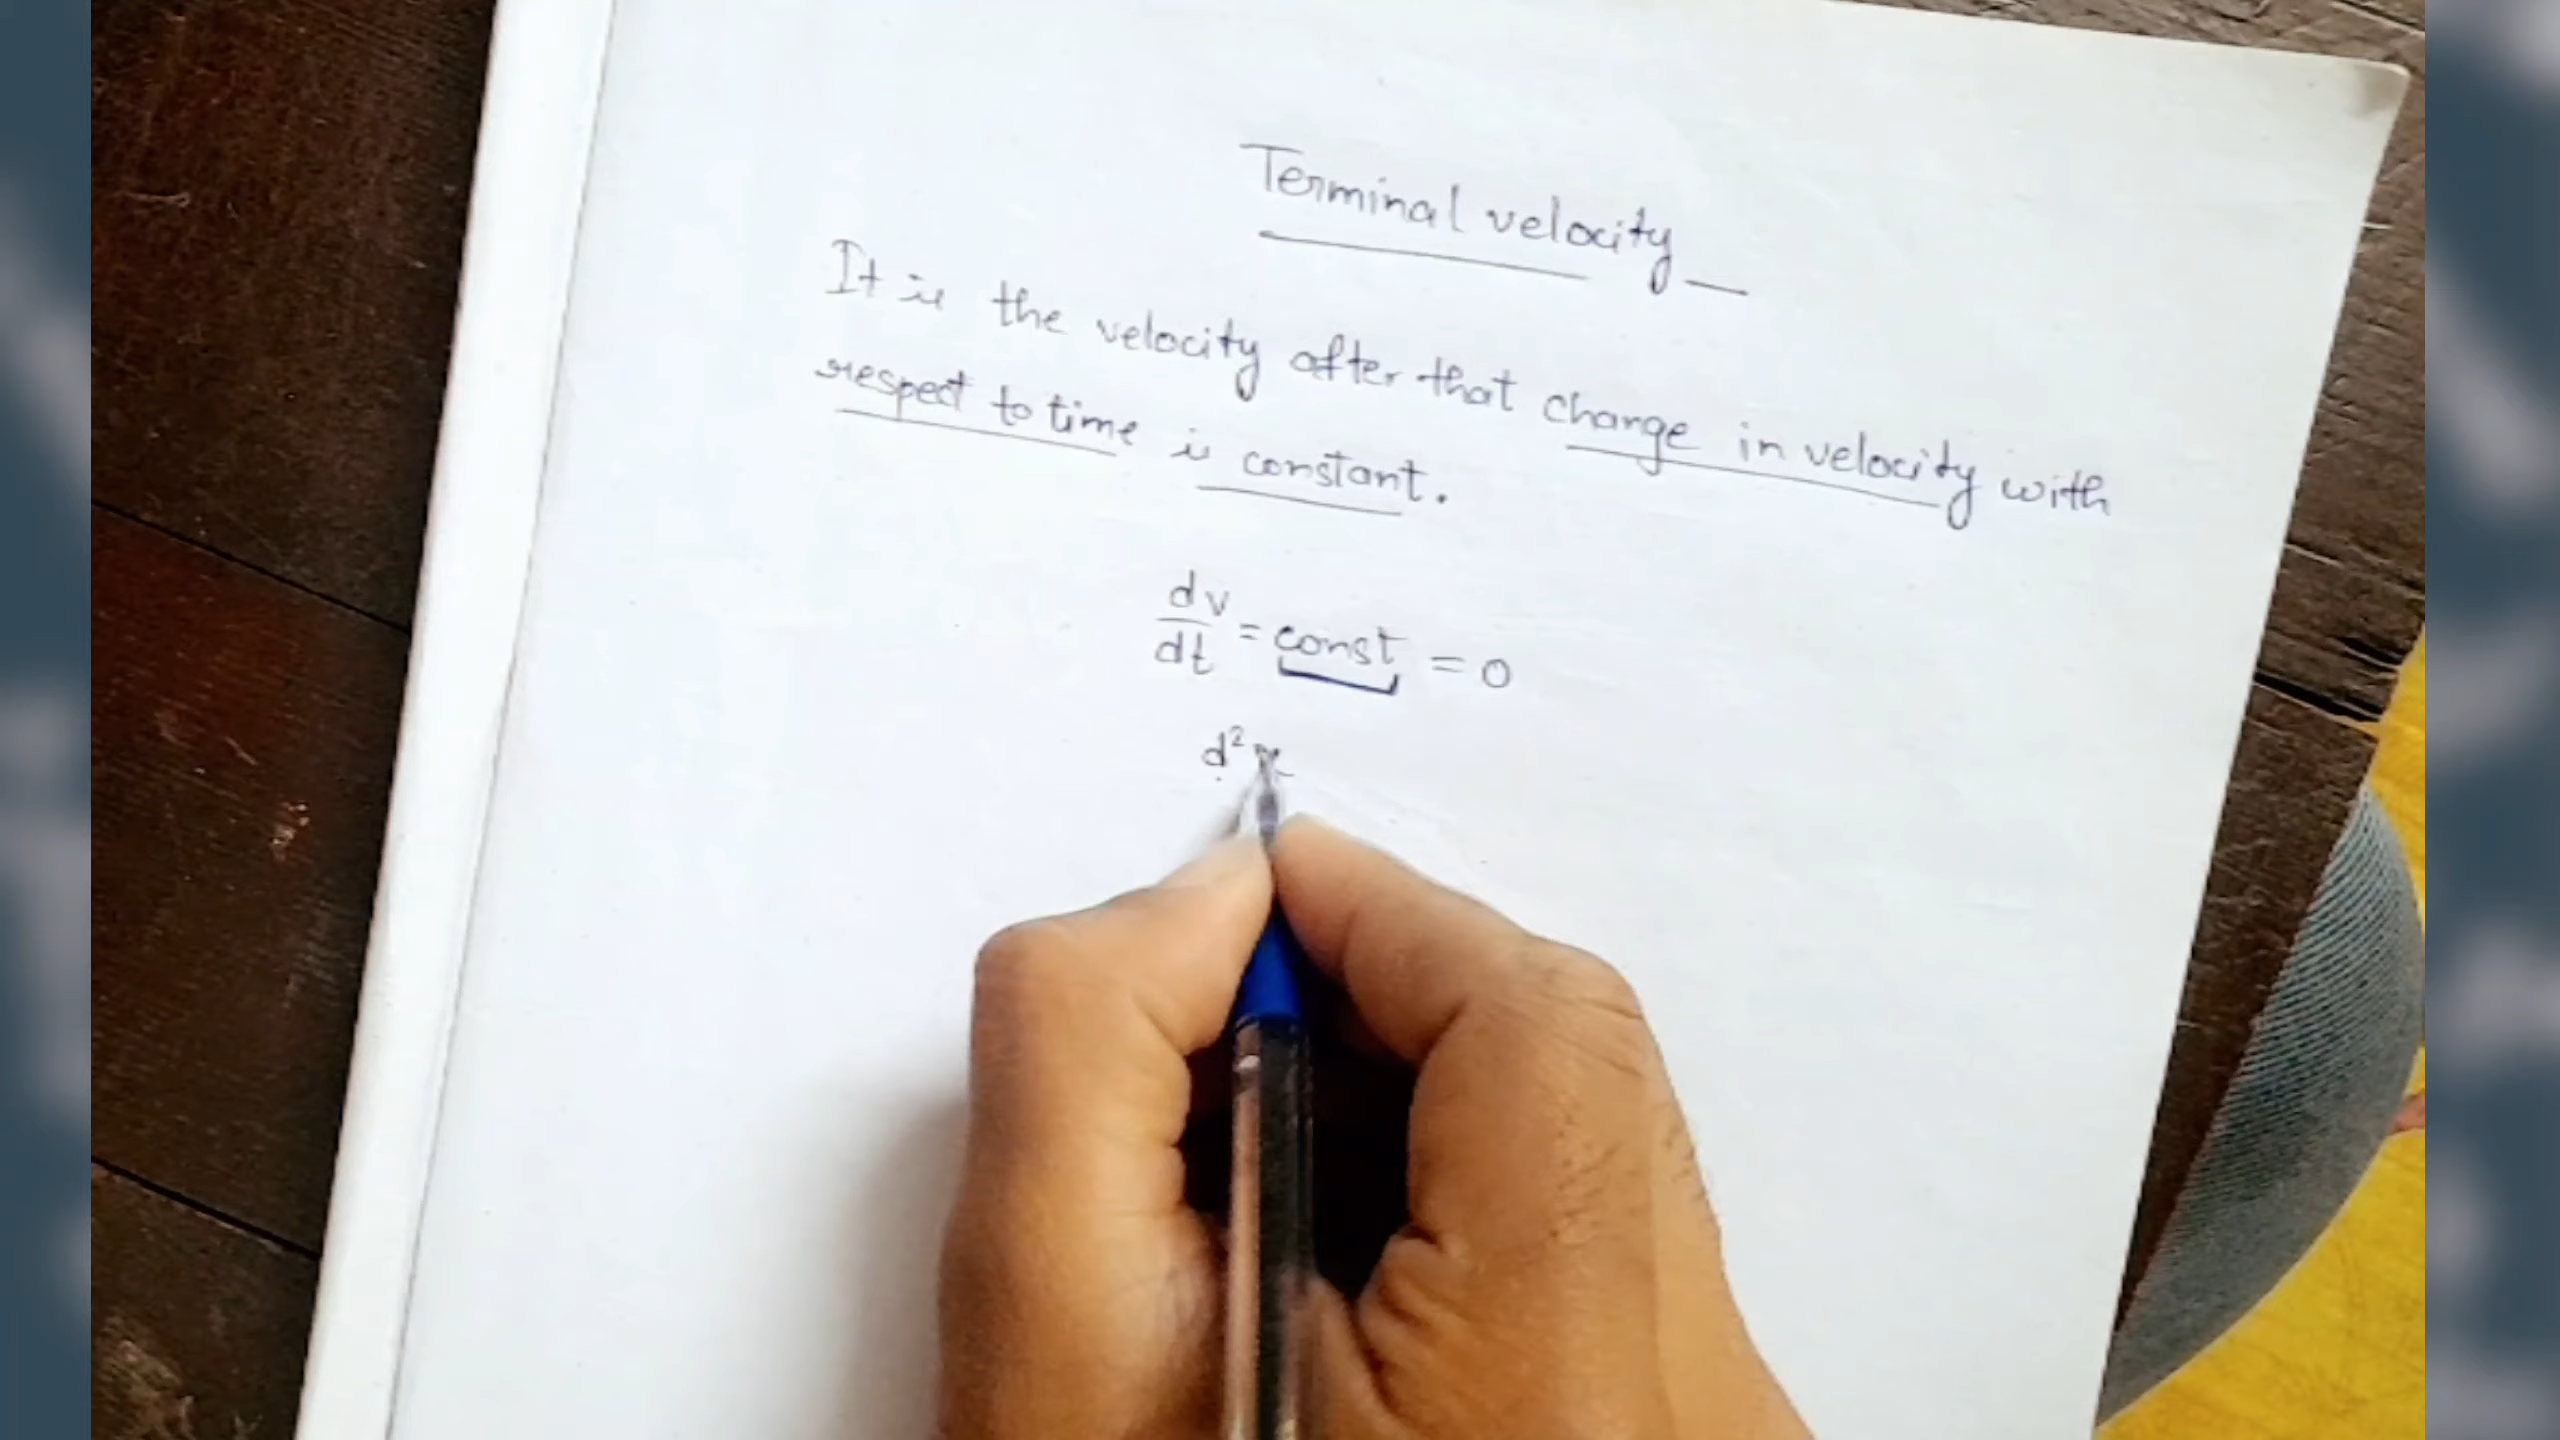 Terminal velocity
It is the velocity after that change in velocity with
respect to time is constant.
dv/dt = const = 0
d²x